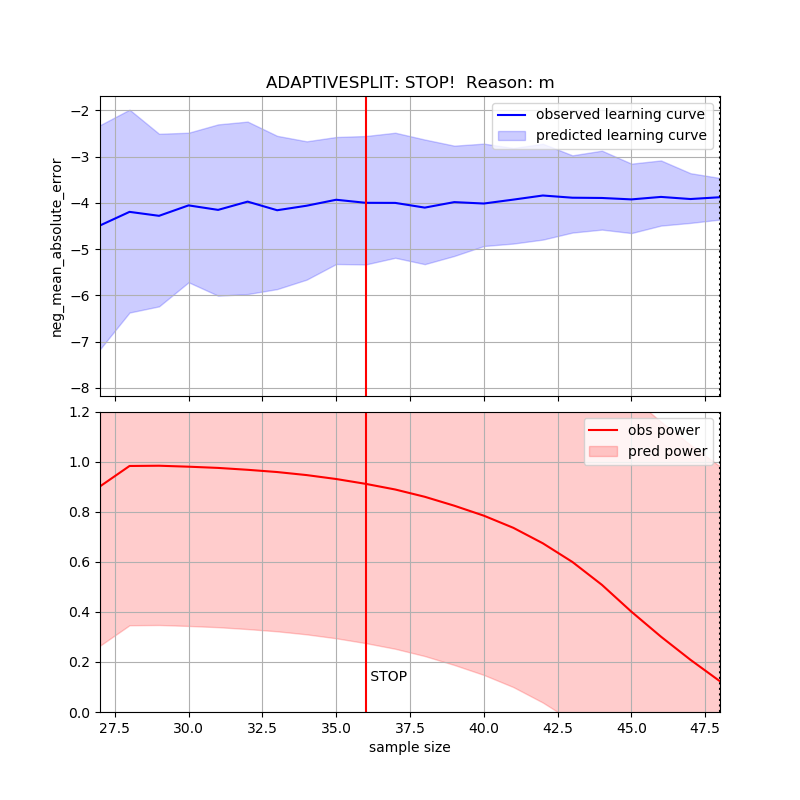 ADAPTIVESPLIT: STOP!  Reason: m
observed learning curve
predicted learning curve
neg_mean_absolute_error
−2
−3
−4
−5
−6
−7
−8
1.2
1.0
0.8
0.6
0.4
0.2
0.0
obs power
pred power
STOP
27.5 30.0 32.5 35.0 37.5 40.0 42.5 45.0 47.5
sample size